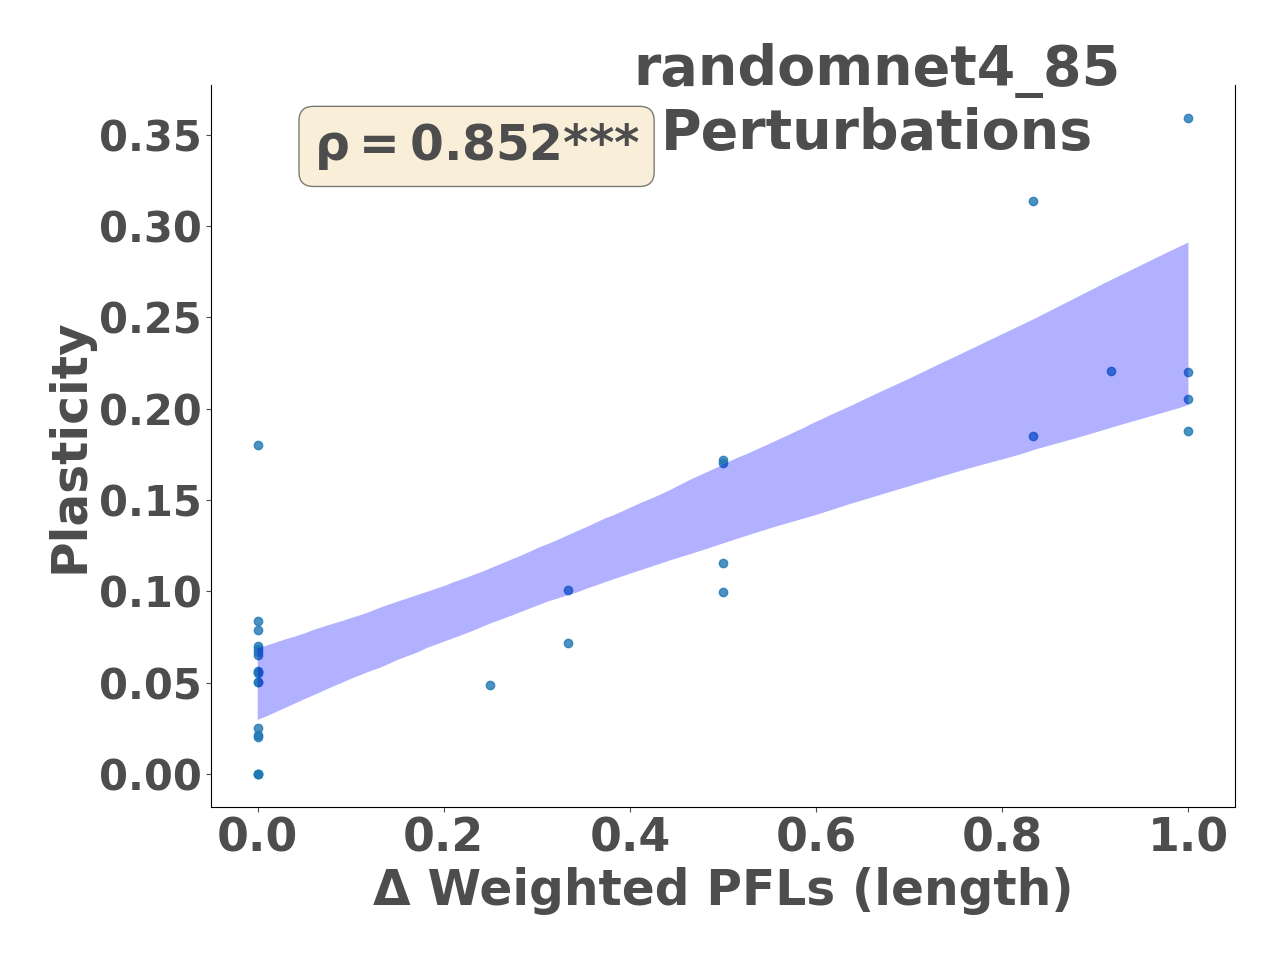 randomnet4_85
Perturbations
ρ = 0.852***
Plasticity
0.35
0.30
0.25
0.20
0.15
0.10
0.05
0.00
0.0 0.2 0.4 0.6 0.8 1.0
Δ Weighted PFLs (length)